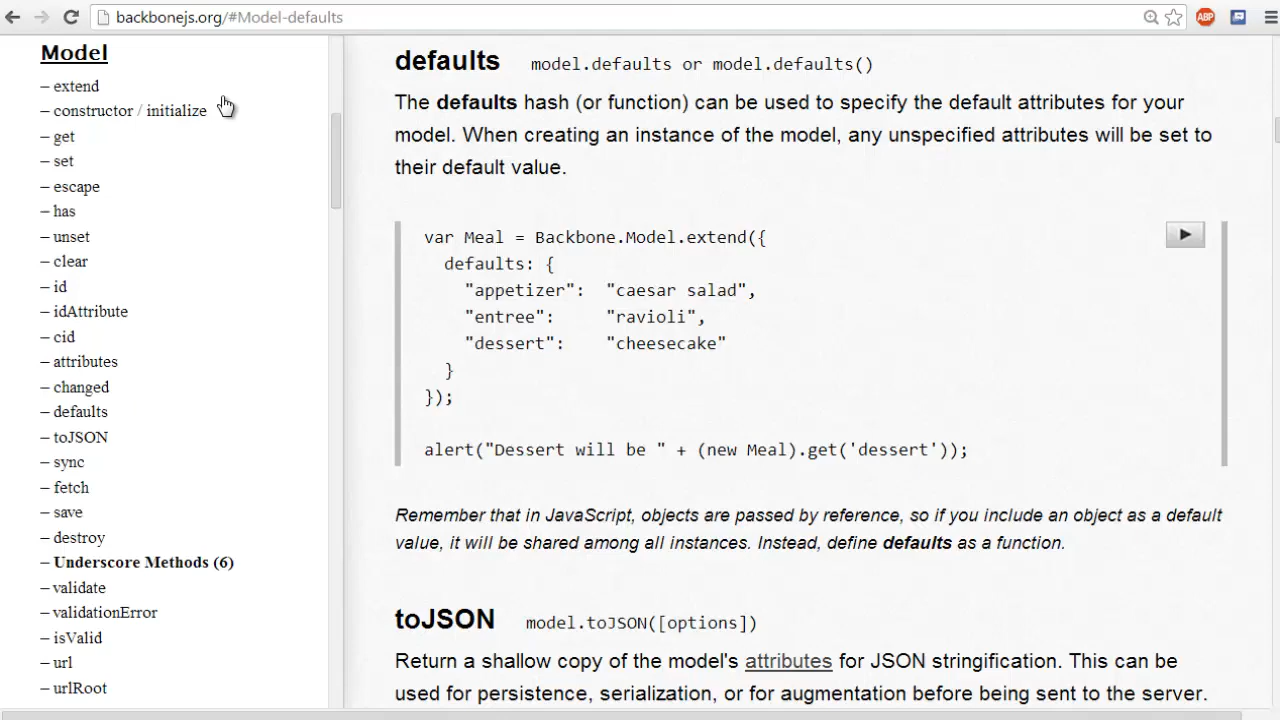 backbonejs.org/#Model-defaults
ABP
Model
– extend
– constructor / initialize
– get
– set
– escape
– has
– unset
– clear
– id
– idAttribute
– cid
– attributes
– changed
– defaults
– toJSON
– sync
– fetch
– save
– destroy
– Underscore Methods (6)
– validate
– validationError
– isValid
– url
– urlRoot
defaults model.defaults or model.defaults()
The defaults hash (or function) can be used to specify the default attributes for your
model. When creating an instance of the model, any unspecified attributes will be set to
their default value.
var Meal = Backbone.Model.extend({
  defaults: {
    "appetizer":  "caesar salad",
    "entree":     "ravioli",
    "dessert":    "cheesecake"
  }
});
alert("Dessert will be " + (new Meal).get('dessert'));
Remember that in JavaScript, objects are passed by reference, so if you include an object as a default
value, it will be shared among all instances. Instead, define defaults as a function.
toJSON model.toJSON([options])
Return a shallow copy of the model's attributes for JSON stringification. This can be
used for persistence, serialization, or for augmentation before being sent to the server.